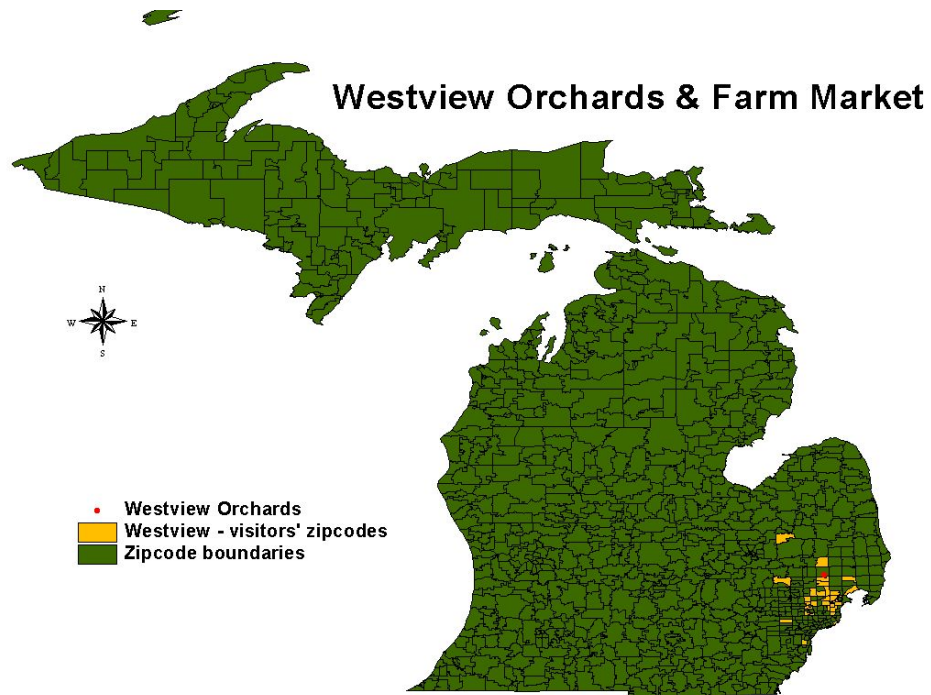 Westview Orchards & Farm Market
N
W E
S
Westview Orchards
Westview - visitors' zipcodes
Zipcode boundaries